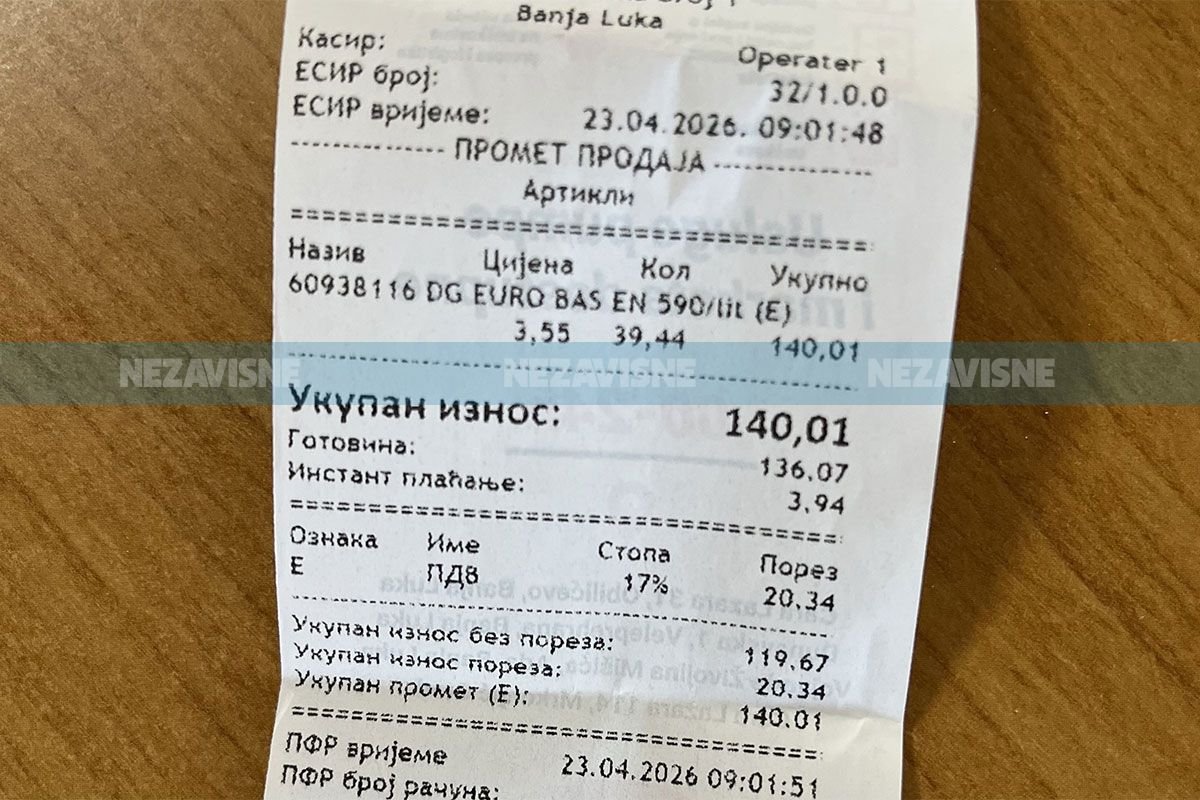 Banja Luka
Касир: Operater 1
ЕСИР број: 32/1.0.0
ЕСИР вријеме: 23.04.2026. 09:01:48
-------------- ПРОМЕТ ПРОДАЈА --------------
Артикли
========================================
Назив Цијена Кол Укупно
60938116 DG EURO BAS EN 590/lit (E)
3,55 39,44 140,01
NEZAVISNE NEZAVISNE NEZAVISNE
----------------------------------------
Укупан износ: 140,01
Готовина: 136,07
Инстант плаћање: 3,94
========================================
Ознака Име Стопа Порез
Е ПДВ 17% 20,34
----------------------------------------
Укупан износ без пореза: 119,67
Укупан износ пореза: 20,34
Укупан промет (Е): 140,01
========================================
ПФР вријеме 23.04.2026 09:01:51
ПФР број рачуна: